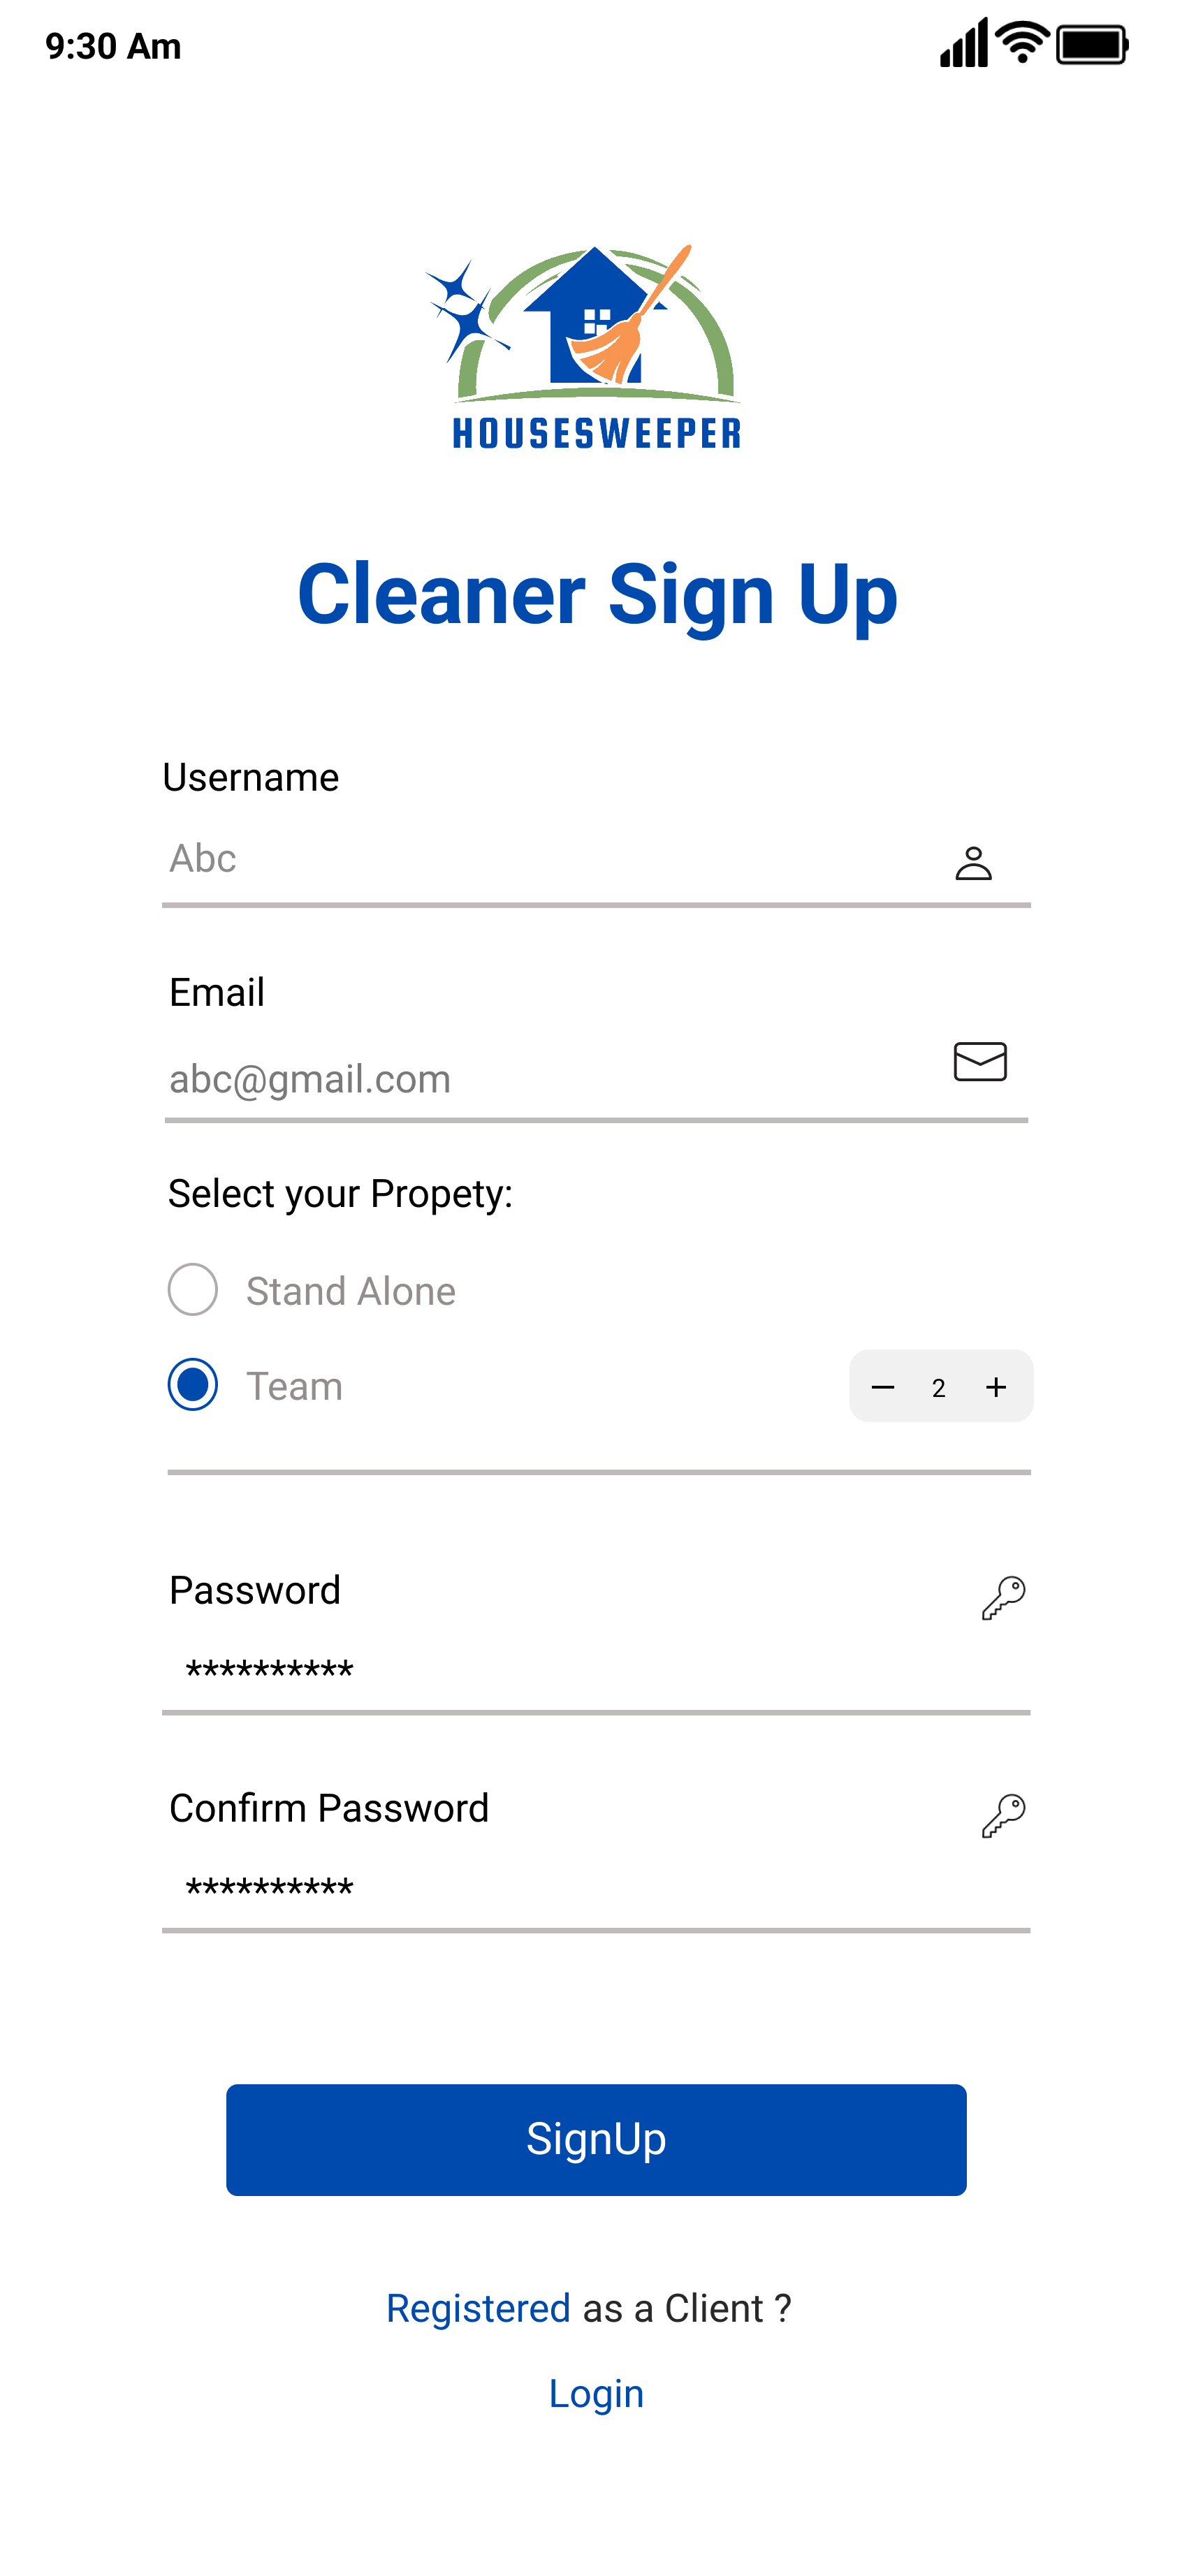 9:30 Am
HOUSESWEEPER
Cleaner Sign Up
Username
Abc
Email
abc@gmail.com
Select your Propety:
Stand Alone
Team
− 2 +
Password
**********
Confirm Password
**********
SignUp
Registered as a Client ?
Login